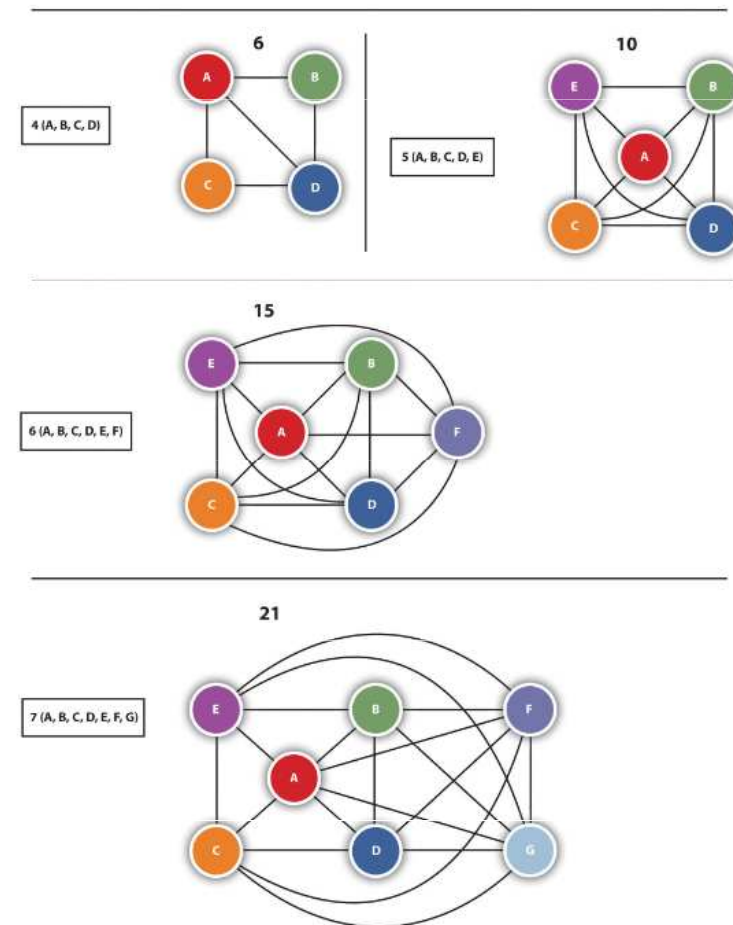 6
A
B
4 (A, B, C, D)
C
D
10
E
B
5 (A, B, C, D, E)
A
C
D
15
E
B
6 (A, B, C, D, E, F)
A
F
C
D
21
7 (A, B, C, D, E, F, G)
E
B
F
A
C
D
G